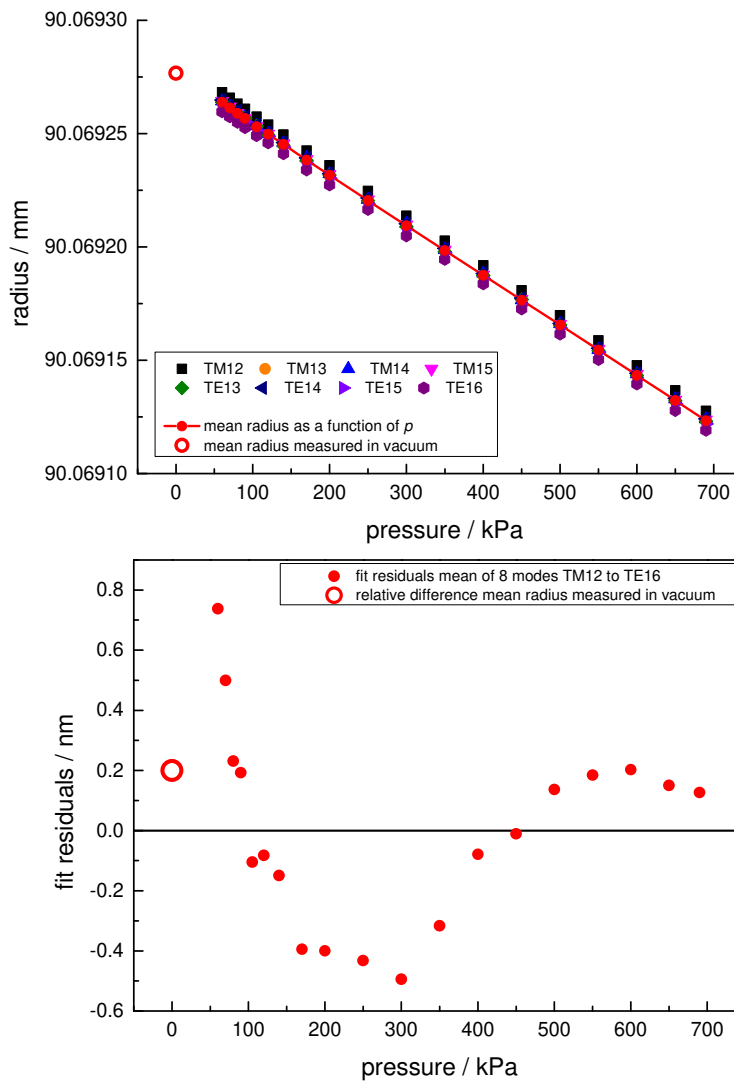 90.06930
90.06925
90.06920
90.06915
90.06910
radius / mm
TM12 TM13 TM14 TM15
TE13 TE14 TE15 TE16
mean radius as a function of p
mean radius measured in vacuum
0 100 200 300 400 500 600 700
pressure / kPa
0.8
0.6
0.4
0.2
0.0
-0.2
-0.4
-0.6
fit residuals / nm
fit residuals mean of 8 modes TM12 to TE16
relative difference mean radius measured in vacuum
0 100 200 300 400 500 600 700
pressure / kPa